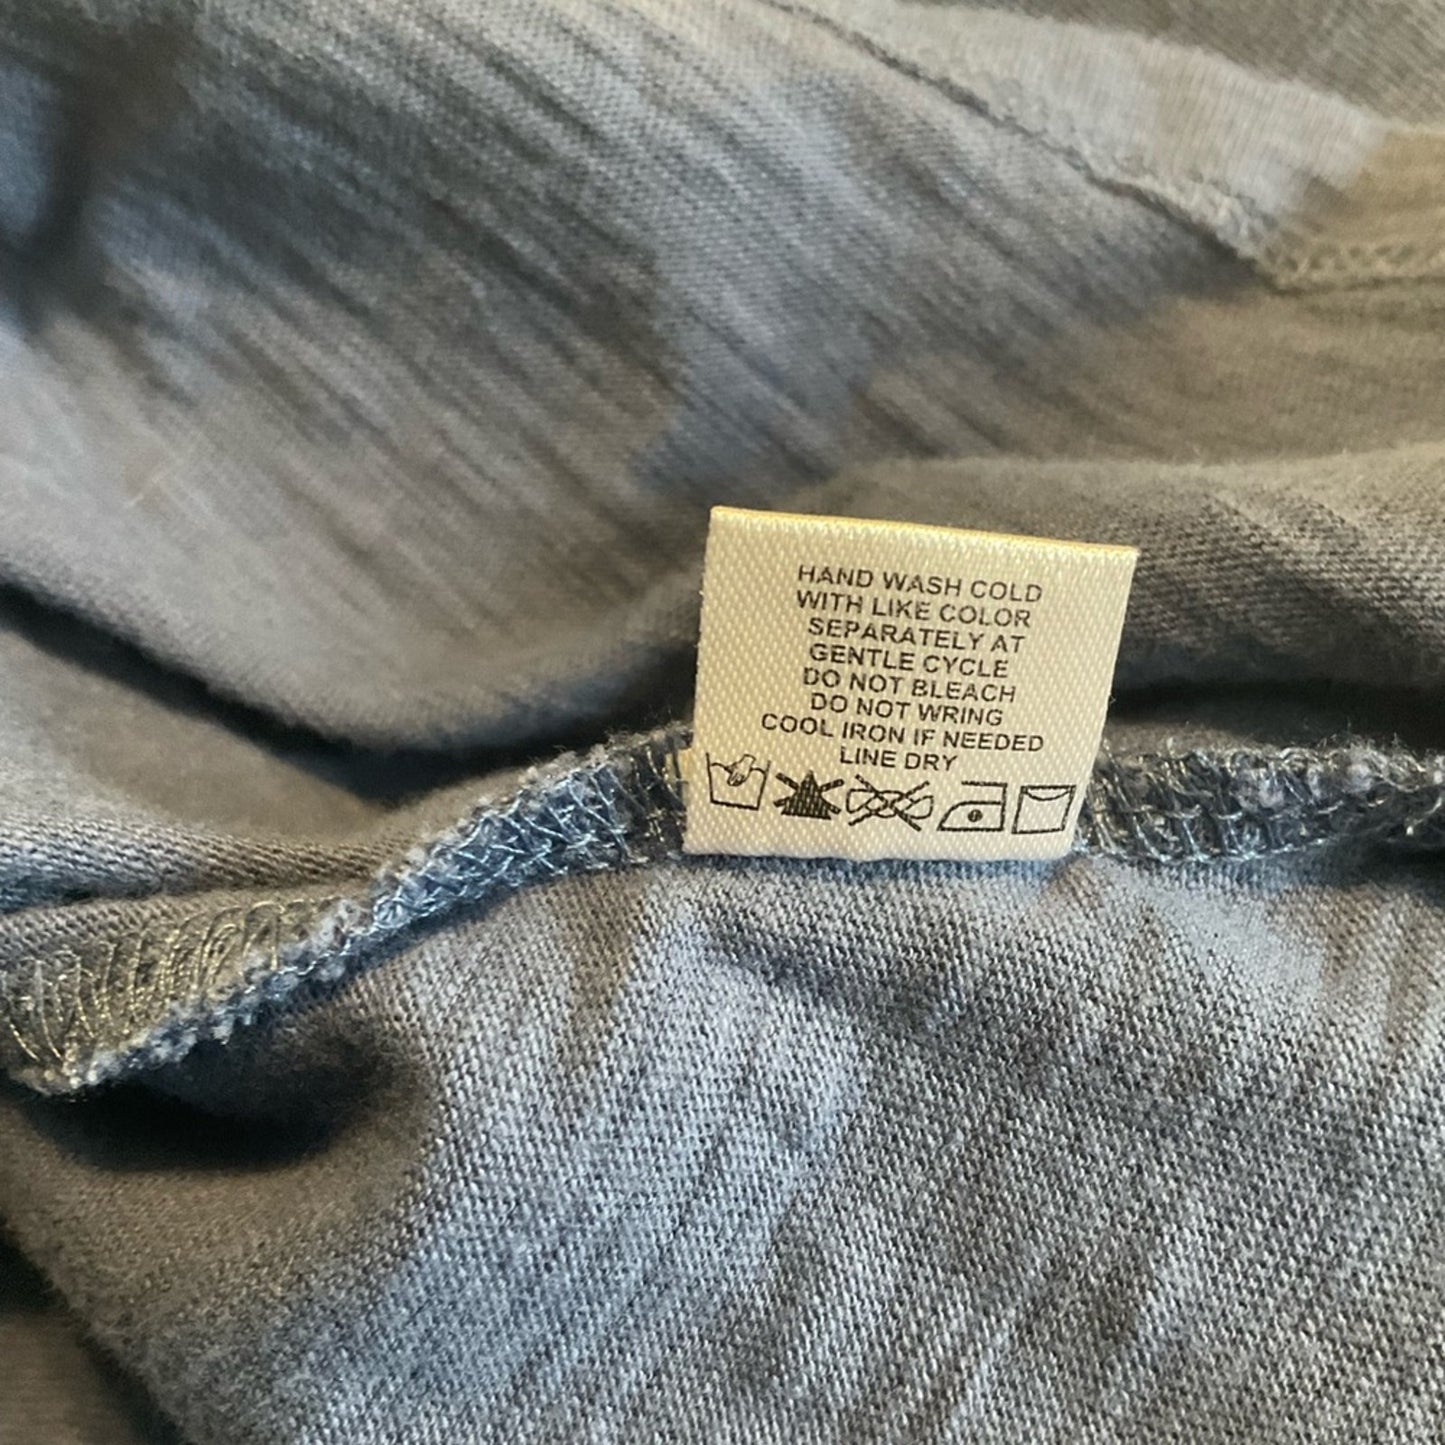 HAND WASH COLD
WITH LIKE COLOR
SEPARATELY AT
GENTLE CYCLE
DO NOT BLEACH
DO NOT WRING
COOL IRON IF NEEDED
LINE DRY